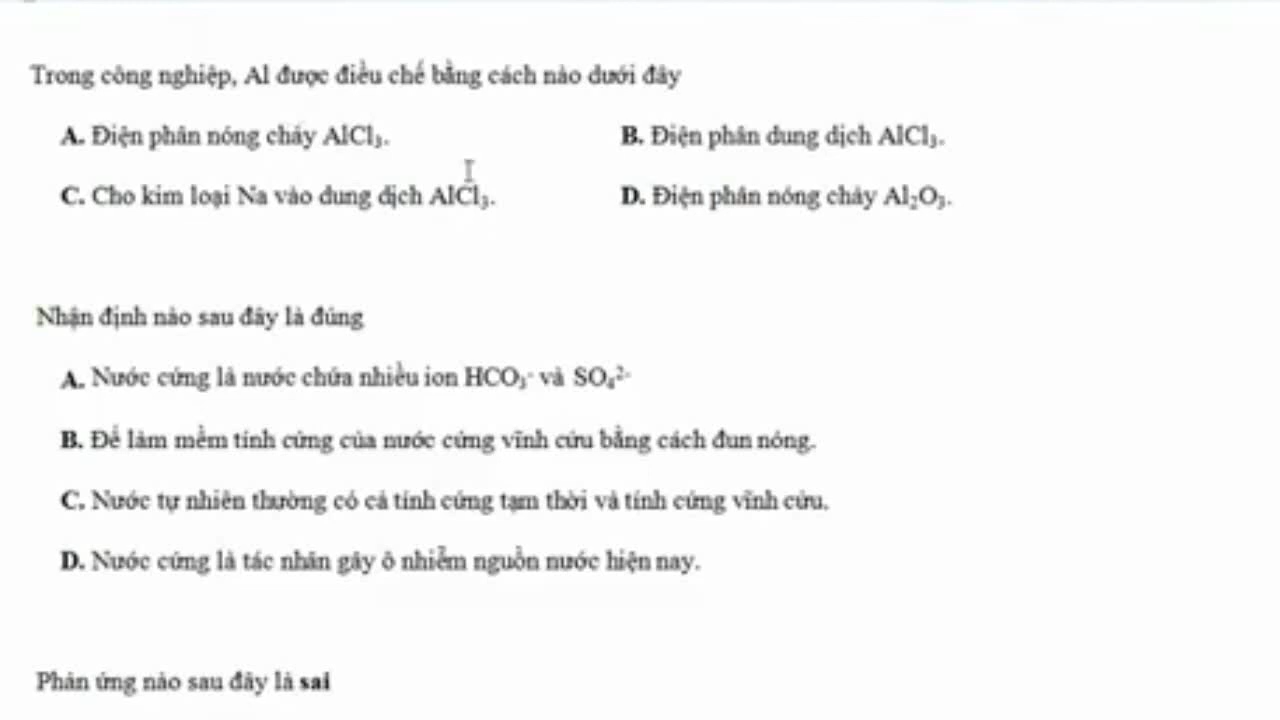 Trong công nghiệp, Al được điều chế bằng cách nào dưới đây
A. Điện phân nóng chảy AlCl₃. B. Điện phân dung dịch AlCl₃.
C. Cho kim loại Na vào dung dịch AlCl₃. D. Điện phân nóng chảy Al₂O₃.
Nhận định nào sau đây là đúng
A. Nước cứng là nước chứa nhiều ion HCO₃⁻ và SO₄²⁻
B. Để làm mềm tính cứng của nước cứng vĩnh cửu bằng cách đun nóng.
C. Nước tự nhiên thường có cả tính cứng tạm thời và tính cứng vĩnh cửu.
D. Nước cứng là tác nhân gây ô nhiễm nguồn nước hiện nay.
Phản ứng nào sau đây là sai